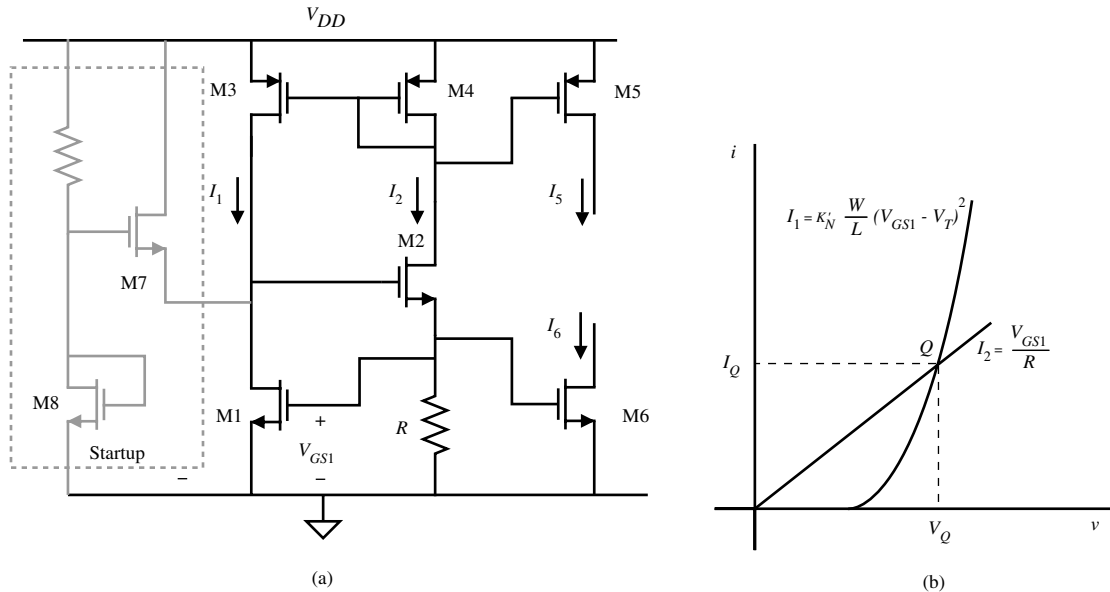 V_DD
M3
M4
M5
i
I_1
I_2
I_5
I_1 = K'_N W/L (V_GS1 - V_T)^2
M2
M7
I_6
Q
I_2 = V_GS1/R
I_Q
M8
M1
+
R
M6
V_GS1
Startup
−
−
V_Q
v
(a)
(b)